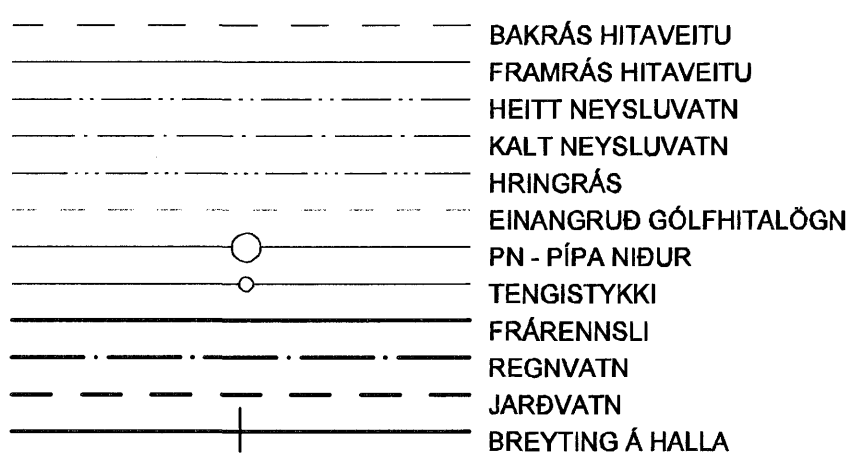 BAKRÁS HITAVEITU
FRAMRÁS HITAVEITU
HEITT NEYSLUVATN
KALT NEYSLUVATN
HRINGRÁS
EINANGRUÐ GÓLFHITALÖGN
PN - PÍPA NIÐUR
TENGISTYKKI
FRÁRENNSLI
REGNVATN
JARÐVATN
BREYTING Á HALLA